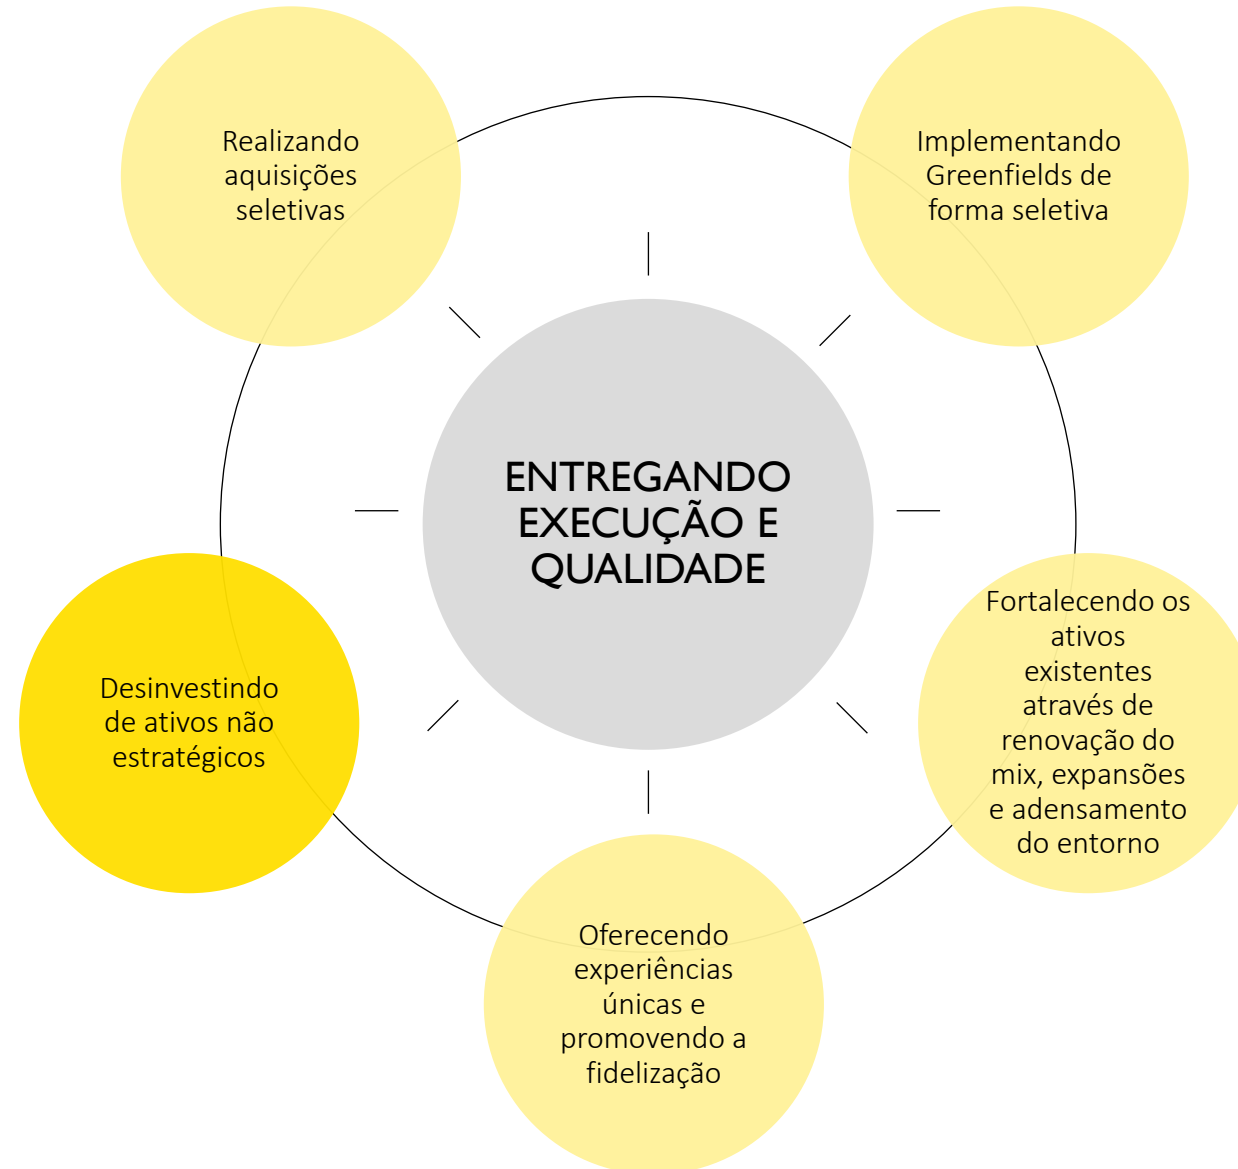 Realizando
aquisições
seletivas
Implementando
Greenfields de
forma seletiva
ENTREGANDO
EXECUÇÃO E
QUALIDADE
Desinvestindo
de ativos não
estratégicos
Fortalecendo os
ativos
existentes
através de
renovação do
mix, expansões
e adensamento
do entorno
Oferecendo
experiências
únicas e
promovendo a
fidelização